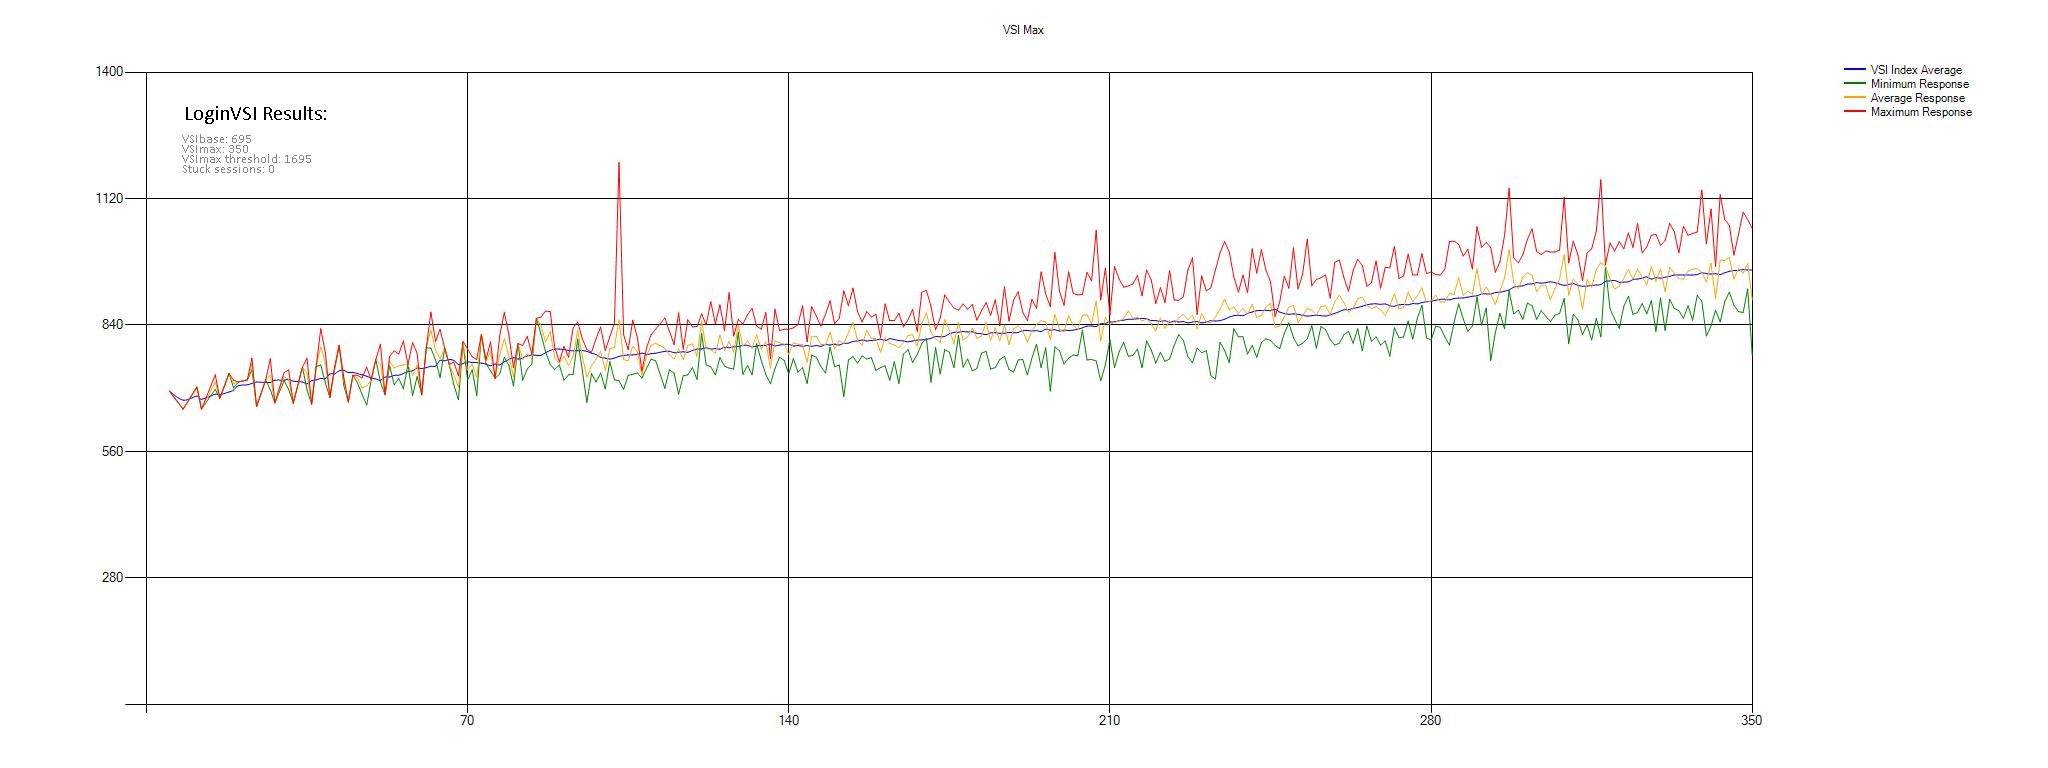 VSI Max
1400
1120
840
560
280
70
140
210
280
350
LoginVSI Results:
VSIbase: 695
VSImax: 350
VSImax threshold: 1695
Stuck sessions: 0
VSI Index Average
Minimum Response
Average Response
Maximum Response